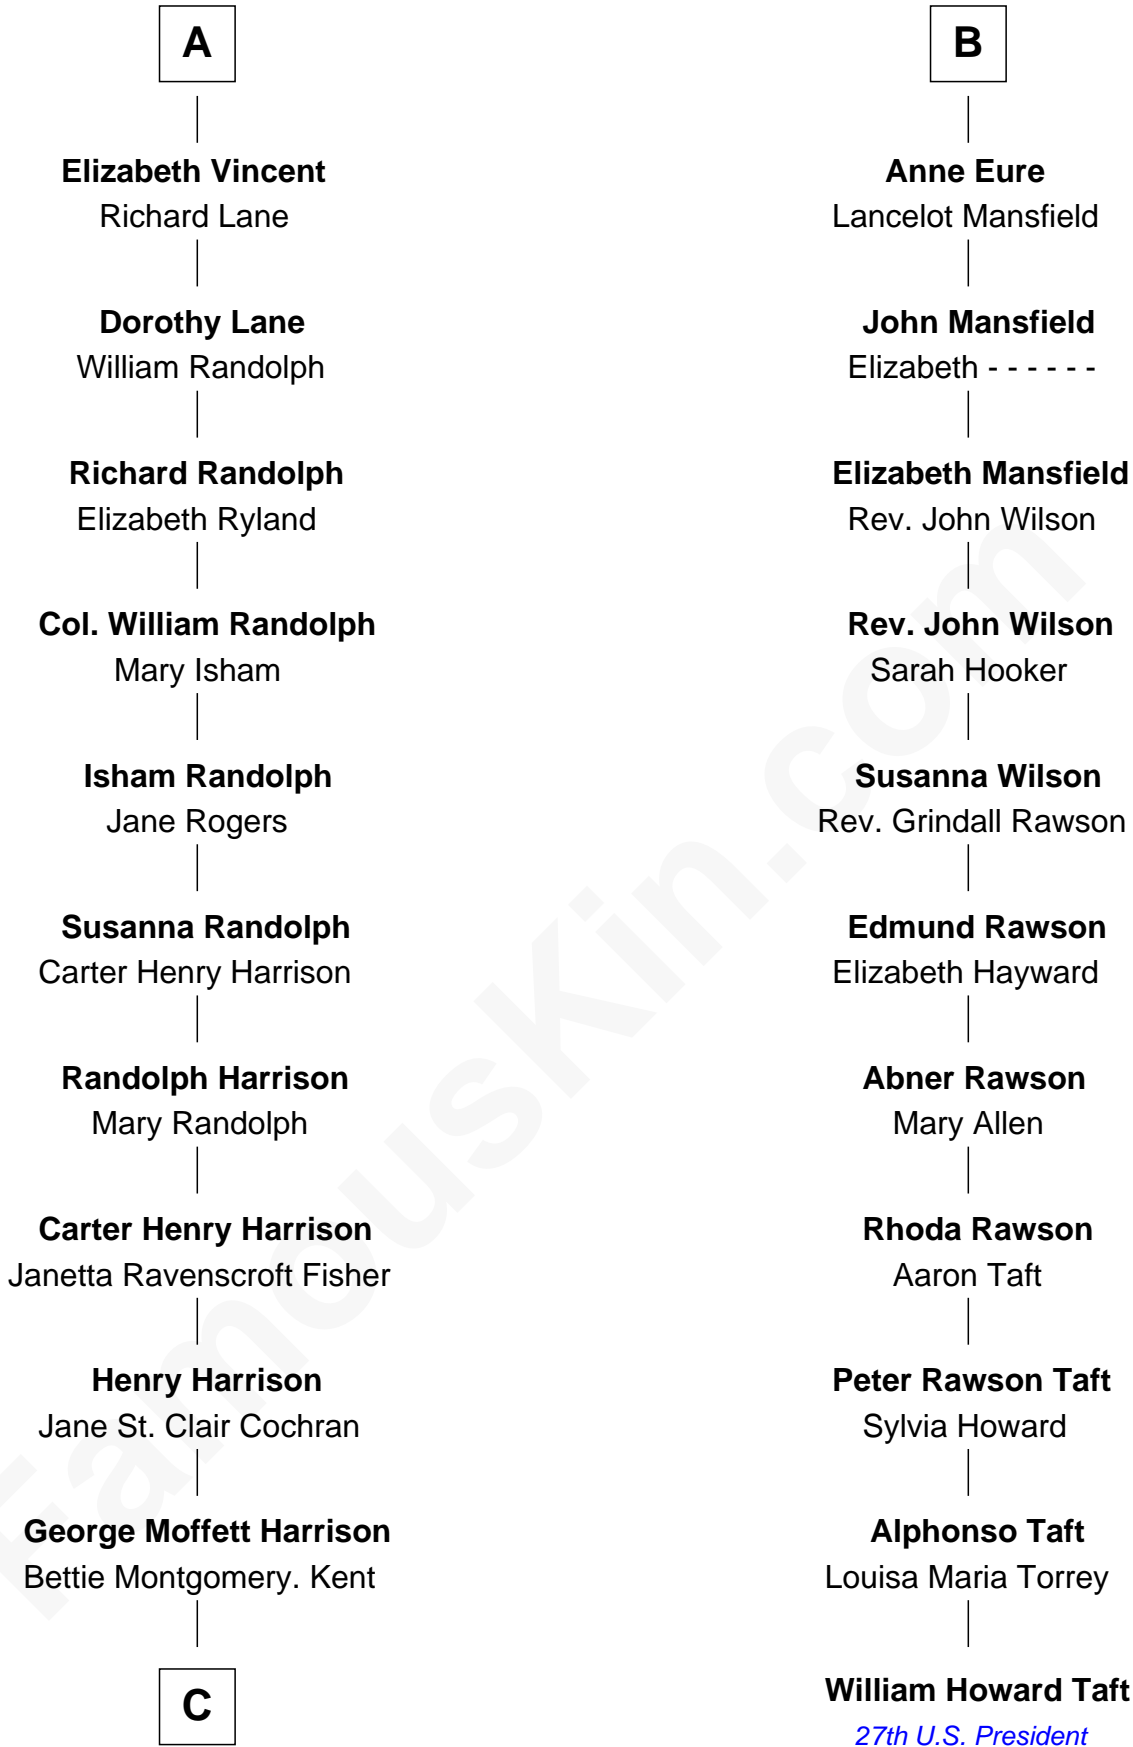 A
Elizabeth Vincent
Richard Lane
Dorothy Lane
William Randolph
Richard Randolph
Elizabeth Ryland
Col. William Randolph
Mary Isham
Isham Randolph
Jane Rogers
Susanna Randolph
Carter Henry Harrison
Randolph Harrison
Mary Randolph
Carter Henry Harrison
Janetta Ravenscroft Fisher
Henry Harrison
Jane St. Clair Cochran
George Moffett Harrison
Bettie Montgomery. Kent
C
B
Anne Eure
Lancelot Mansfield
John Mansfield
Elizabeth - - - - - -
Elizabeth Mansfield
Rev. John Wilson
Rev. John Wilson
Sarah Hooker
Susanna Wilson
Rev. Grindall Rawson
Edmund Rawson
Elizabeth Hayward
Abner Rawson
Mary Allen
Rhoda Rawson
Aaron Taft
Peter Rawson Taft
Sylvia Howard
Alphonso Taft
Louisa Maria Torrey
William Howard Taft
27th U.S. President
FamousKin.com